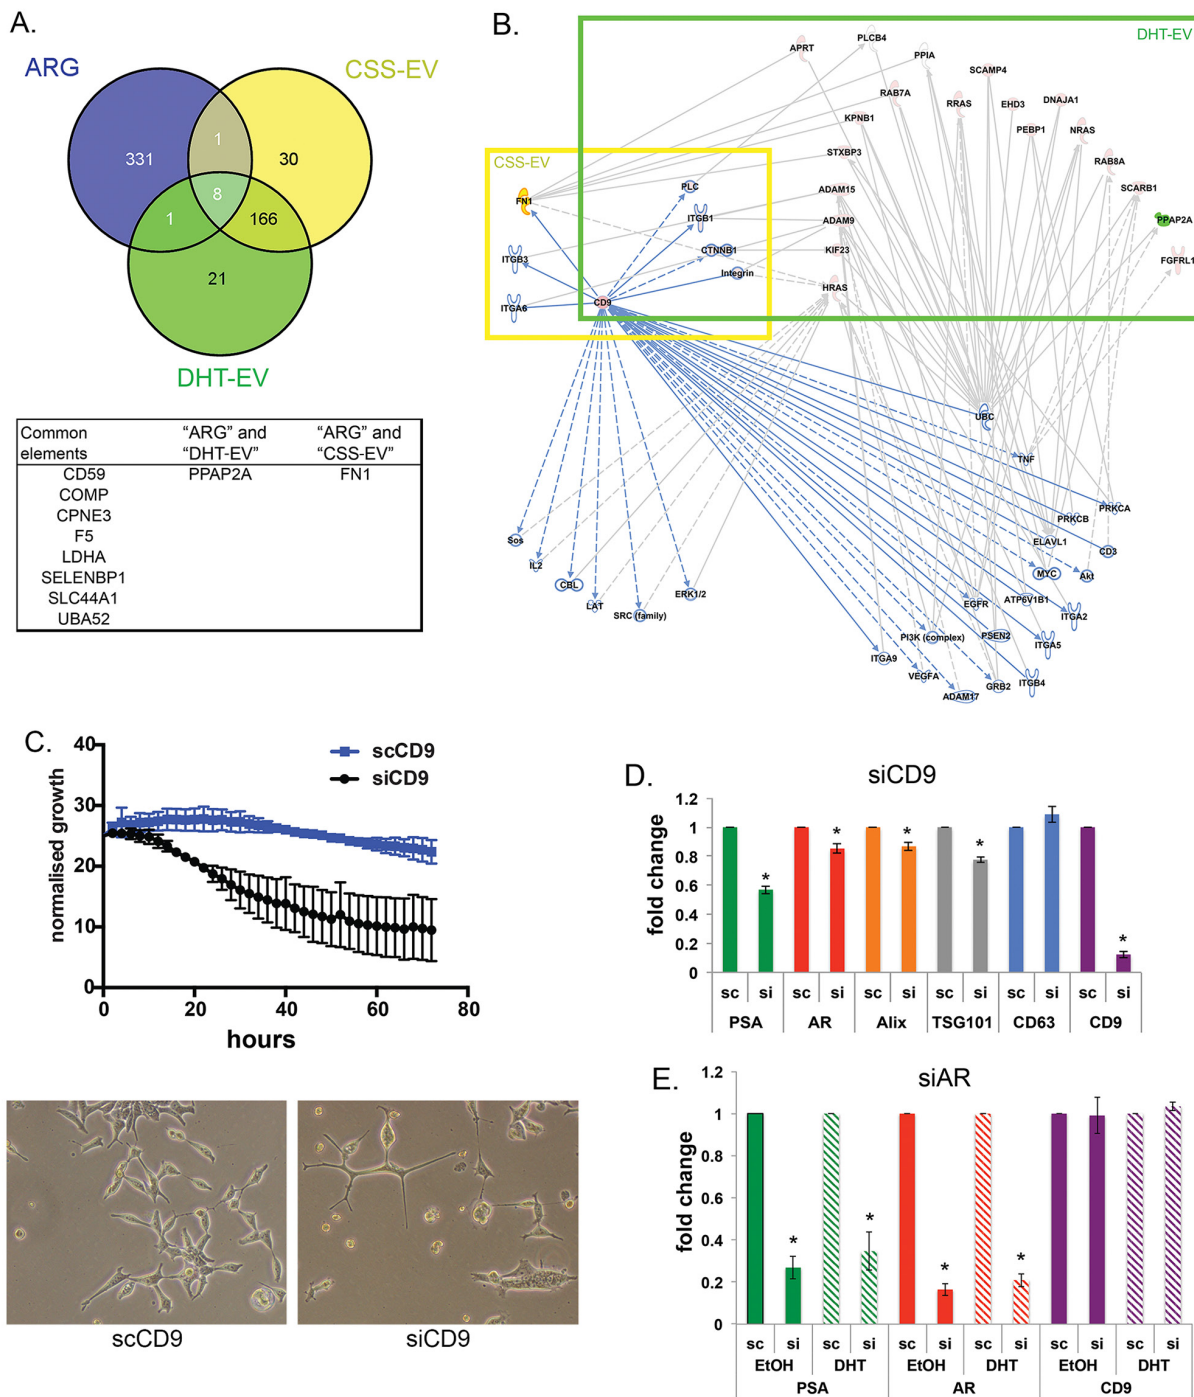 A.
ARG
CSS-EV
331
1
30
8
1
166
21
DHT-EV
Common elements "ARG" and "DHT-EV" "ARG" and "CSS-EV"
CD59 PPAP2A FN1
COMP
CPNE3
F5
LDHA
SELENBP1
SLC44A1
UBA52
B.
DHT-EV
PLCB4
APRT
PPIA
SCAMP4
RAB7A
RRAS
EHD3
DNAJA1
KPNB1
PEBP1
NRAS
STXBP3
RAB8A
CSS-EV
PLC
ADAM15
SCARB1
FN1
ITGB1
ADAM9
PPAP2A
CTNNB1
KIF23
ITGB3
Integrin
FGFRL1
HRAS
CD9
ITGA6
UBC
TNF
PRKCA
PRKCB
Sos
ELAVL1
CD3
IL2
MYC
Akt
CBL
ERK1/2
ATP6V1B1
LAT
EGFR
SRC (family)
ITGA2
PI3K (complex)
PSEN2
ITGA5
ITGA9
VEGFA
GRB2
ITGB4
ADAM17
C.
scCD9
siCD9
normalised growth
40
30
20
10
0
0 20 40 60 80
hours
scCD9
siCD9
D.
siCD9
fold change
1.2
1
0.8
0.6
0.4
0.2
0
* * * * *
sc si sc si sc si sc si sc si sc si
PSA AR Alix TSG101 CD63 CD9
E.
siAR
fold change
1.2
1
0.8
0.6
0.4
0.2
0
* * * *
sc si sc si sc si sc si sc si sc si
EtOH DHT EtOH DHT EtOH DHT
PSA AR CD9